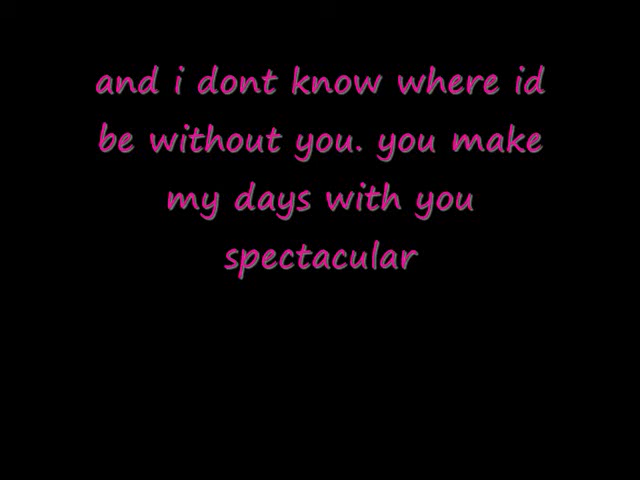 and i dont know where id
be without you. you make
my days with you
spectacular